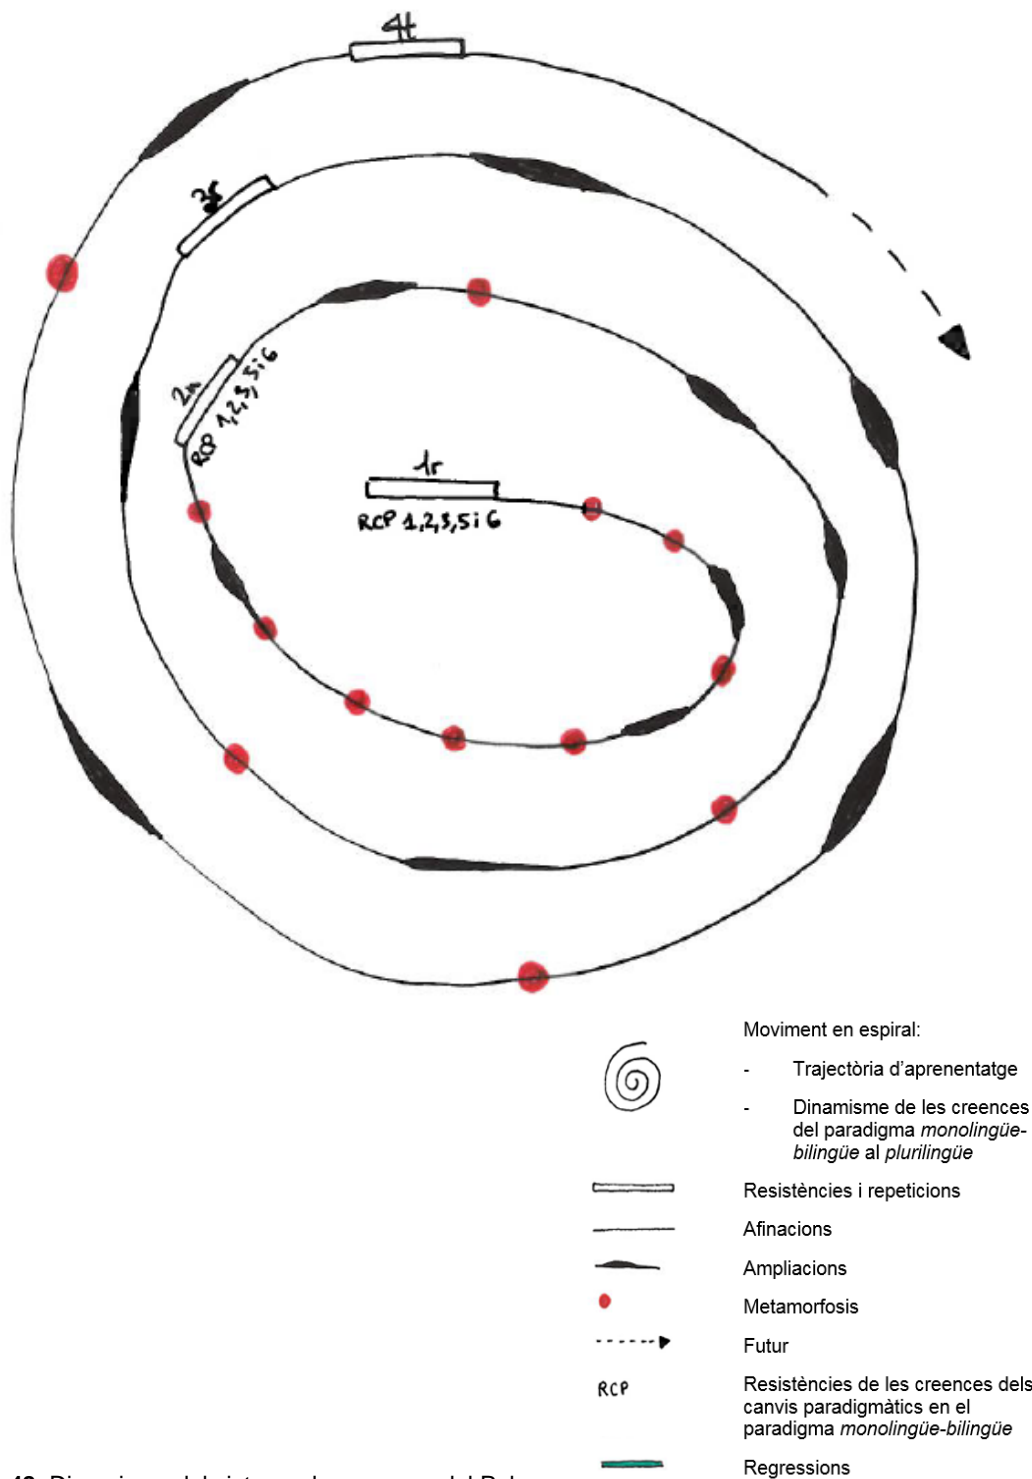 4t
3r
2n
RCP 1,2,3,5 i 6
1r
RCP 1,2,3,5 i 6
Moviment en espiral:
- Trajectòria d'aprenentatge
- Dinamisme de les creences
del paradigma monolingüe-
bilingüe al plurilingüe
Resistències i repeticions
Afinacions
Ampliacions
Metamorfosis
Futur
RCP
Resistències de les creences dels
canvis paradigmàtics en el
paradigma monolingüe-bilingüe
Regressions